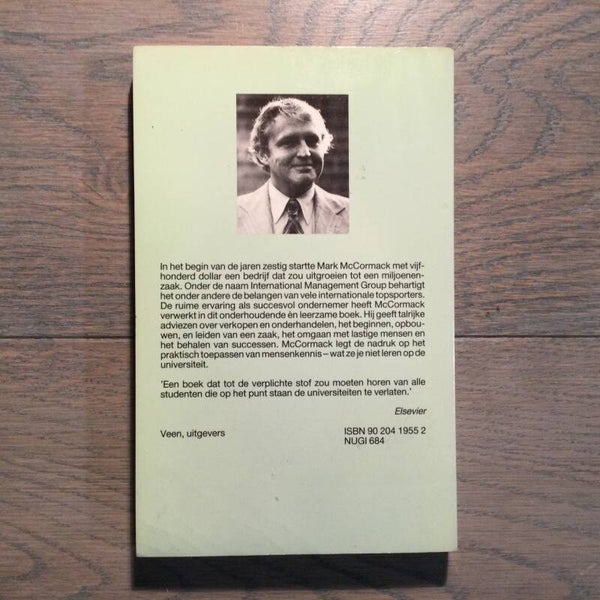 In het begin van de jaren zestig startte Mark McCormack met vijf-
honderd dollar een bedrijf dat zou uitgroeien tot een miljoenen-
zaak. Onder de naam International Management Group behartigt
het onder andere de belangen van vele internationale topsporters.
De ruime ervaring als succesvol ondernemer heeft McCormack
verwerkt in dit onderhoudende èn leerzame boek. Hij geeft talrijke
adviezen over verkopen en onderhandelen, het beginnen, opbou-
wen, en leiden van een zaak, het omgaan met lastige mensen en
het behalen van successen. McCormack legt de nadruk op het
praktisch toepassen van mensenkennis – wat ze je niet leren op de
universiteit.
'Een boek dat tot de verplichte stof zou moeten horen van alle
studenten die op het punt staan de universiteiten te verlaten.'
Elsevier
Veen, uitgevers
ISBN 90 204 1955 2
NUGI 684